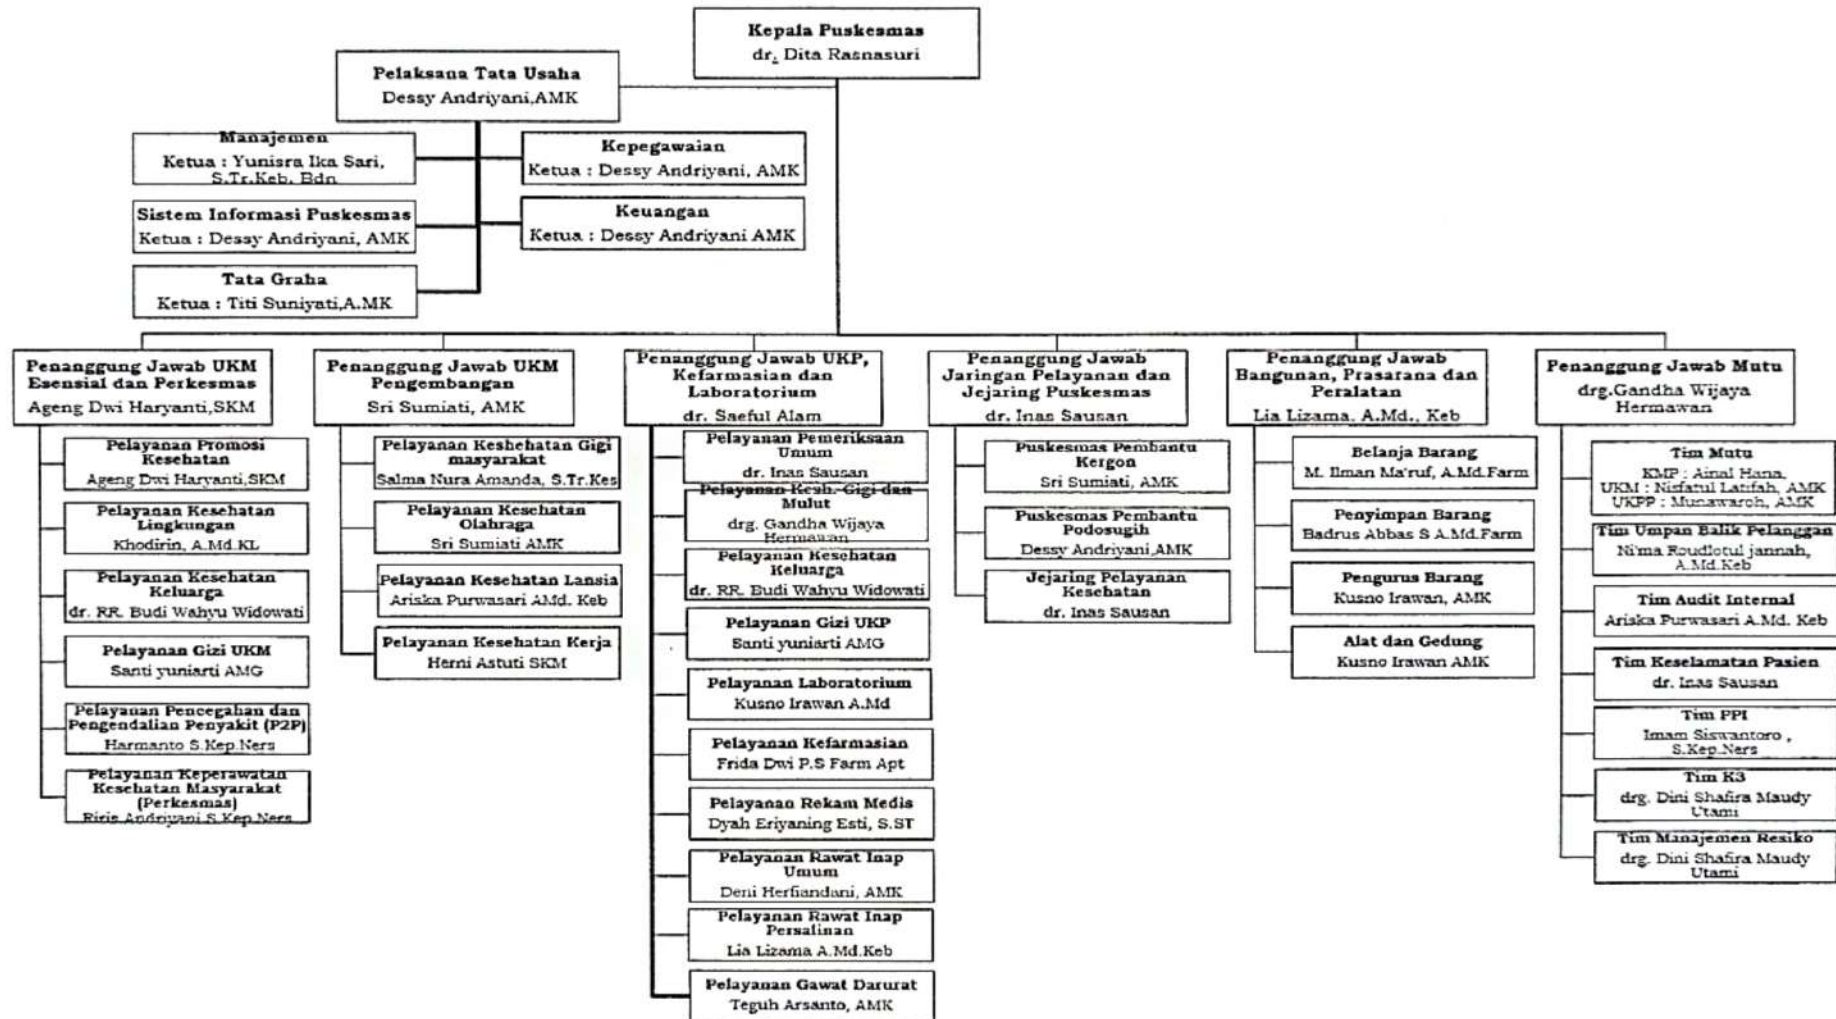 Kepala Puskesmas
dr. Dita Rasnasuri
Pelaksana Tata Usaha
Dessy Andriyani,AMK
Manajemen
Ketua : Yunisra Ika Sari,
S.Tr.Keb. Bdn
Kepegawaian
Ketua : Dessy Andriyani, AMK
Sistem Informasi Puskesmas
Ketua : Dessy Andriyani, AMK
Keuangan
Ketua : Dessy Andriyani AMK
Tata Graha
Ketua : Titi Suniyati,A.MK
Penanggung Jawab UKM
Esensial dan Perkesmas
Ageng Dwi Haryanti,SKM
Pelayanan Promosi
Kesehatan
Ageng Dwi Haryanti,SKM
Pelayanan Kesehatan
Lingkungan
Khodirin, A.Md.KL
Pelayanan Kesehatan
Keluarga
dr. RR. Budi Wahyu Widowati
Pelayanan Gizi UKM
Santi yuniarti AMG
Pelayanan Pencegahan dan
Pengendalian Penyakit (P2P)
Harmanto S.Kep.Ners
Pelayanan Keperawatan
Kesehatan Masyarakat
(Perkesmas)
Riris Andriyani S.Kep.Ners
Penanggung Jawab UKM
Pengembangan
Sri Sumiati, AMK
Pelayanan Keshehatan Gigi
masyarakat
Salma Nura Amanda, S.Tr.Kes
Pelayanan Kesehatan
Olahraga
Sri Sumiati AMK
Pelayanan Kesehatan Lansia
Ariska Purwasari AMd. Keb
Pelayanan Kesehatan Kerja
Herni Astuti SKM
Penanggung Jawab UKP,
Kefarmasian dan
Laboratorium
dr. Saeful Alam
Pelayanan Pemeriksaan
Umum
dr. Inas Sausan
Pelayanan Kesh. Gigi dan
Mulut
drg. Gandha Wijaya
Hermawan
Pelayanan Kesehatan
Keluarga
dr. RR. Budi Wahyu Widowati
Pelayanan Gizi UKP
Santi yuniarti AMG
Pelayanan Laboratorium
Kusno Irawan A.Md
Pelayanan Kefarmasian
Frida Dwi P.S Farm Apt
Pelayanan Rekam Medis
Dyah Eriyaning Esti, S.ST
Pelayanan Rawat Inap
Umum
Deni Herfiandani, AMK
Pelayanan Rawat Inap
Persalinan
Lia Lizama A.Md.Keb
Pelayanan Gawat Darurat
Teguh Arsanto, AMK
Penanggung Jawab
Jaringan Pelayanan dan
Jejaring Puskesmas
dr. Inas Sausan
Puskesmas Pembantu
Kergon
Sri Sumiati, AMK
Puskesmas Pembantu
Podosugih
Dessy Andriyani,AMK
Jejaring Pelayanan
Kesehatan
dr. Inas Sausan
Penanggung Jawab
Bangunan, Prasarana dan
Peralatan
Lia Lizama. A.Md., Keb
Belanja Barang
M. Ilman Ma'ruf, A.Md.Farm
Penyimpan Barang
Badrus Abbas S A.Md.Farm
Pengurus Barang
Kusno Irawan, AMK
Alat dan Gedung
Kusno Irawan AMK
Penanggung Jawab Mutu
drg.Gandha Wijaya
Hermawan
Tim Mutu
KMP : Ainal Hana,
UKM : Nisfatul Latifah, AMK
UKPP : Munawaroh, AMK
Tim Umpan Balik Pelanggan
Ni'ma Roudlotul jannah,
A.Md.Keb
Tim Audit Internal
Ariska Purwasari A.Md. Keb
Tim Keselamatan Pasien
dr. Inas Sausan
Tim PPI
Imam Siswantoro ,
S.Kep.Ners
Tim K3
drg. Dini Shafira Maudy
Utami
Tim Manajemen Resiko
drg. Dini Shafira Maudy
Utami